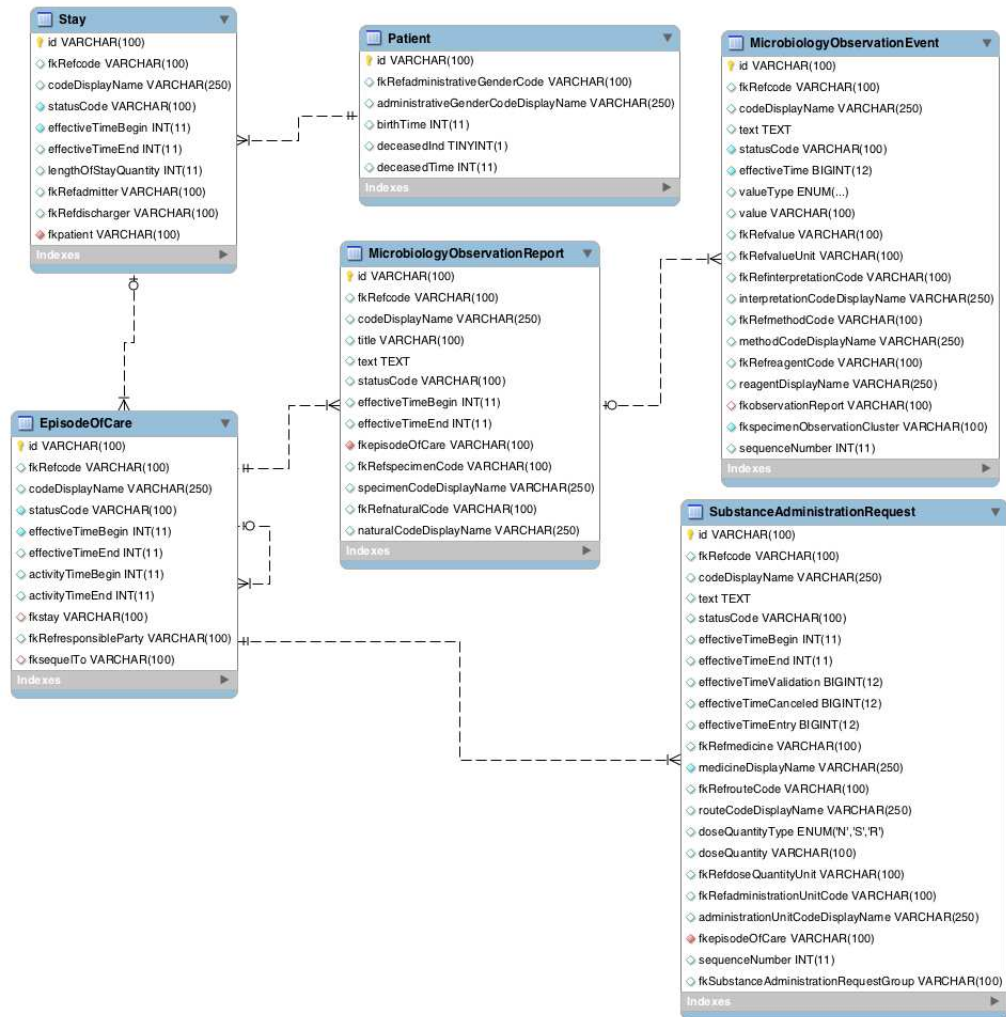 Stay
id VARCHAR(100)
fkRefcode VARCHAR(100)
codeDisplayName VARCHAR(250)
statusCode VARCHAR(100)
effectiveTimeBegin INT(11)
effectiveTimeEnd INT(11)
lengthOfStayQuantity INT(11)
fkRefadmitter VARCHAR(100)
fkRefdischarger VARCHAR(100)
fkpatient VARCHAR(100)
Indexes
Patient
id VARCHAR(100)
fkRefadministrativeGenderCode VARCHAR(100)
administrativeGenderCodeDisplayName VARCHAR(250)
birthTime INT(11)
deceasedInd TINYINT(1)
deceasedTime INT(11)
Indexes
MicrobiologyObservationEvent
id VARCHAR(100)
fkRefcode VARCHAR(100)
codeDisplayName VARCHAR(250)
text TEXT
statusCode VARCHAR(100)
effectiveTime BIGINT(12)
valueType ENUM(...)
value VARCHAR(100)
fkRefvalue VARCHAR(100)
fkRefvalueUnit VARCHAR(100)
fkRefinterpretationCode VARCHAR(100)
interpretationCodeDisplayName VARCHAR(250)
fkRefmethodCode VARCHAR(100)
methodCodeDisplayName VARCHAR(250)
fkRefreagentCode VARCHAR(100)
reagentDisplayName VARCHAR(250)
fkobservationReport VARCHAR(100)
fkspecimenObservationCluster VARCHAR(100)
sequenceNumber INT(11)
Indexes
MicrobiologyObservationReport
id VARCHAR(100)
fkRefcode VARCHAR(100)
codeDisplayName VARCHAR(250)
title VARCHAR(100)
text TEXT
statusCode VARCHAR(100)
effectiveTimeBegin INT(11)
effectiveTimeEnd INT(11)
fkepisodeOfCare VARCHAR(100)
fkRefspecimenCode VARCHAR(100)
specimenCodeDisplayName VARCHAR(250)
fkRefnaturalCode VARCHAR(100)
naturalCodeDisplayName VARCHAR(250)
Indexes
EpisodeOfCare
id VARCHAR(100)
fkRefcode VARCHAR(100)
codeDisplayName VARCHAR(250)
statusCode VARCHAR(100)
effectiveTimeBegin INT(11)
effectiveTimeEnd INT(11)
activityTimeBegin INT(11)
activityTimeEnd INT(11)
fkstay VARCHAR(100)
fkRefresponsibleParty VARCHAR(100)
fksequelTo VARCHAR(100)
Indexes
SubstanceAdministrationRequest
id VARCHAR(100)
fkRefcode VARCHAR(100)
codeDisplayName VARCHAR(250)
text TEXT
statusCode VARCHAR(100)
effectiveTimeBegin INT(11)
effectiveTimeEnd INT(11)
effectiveTimeValidation BIGINT(12)
effectiveTimeCanceled BIGINT(12)
effectiveTimeEntry BIGINT(12)
fkRefmedicine VARCHAR(100)
medicineDisplayName VARCHAR(250)
fkRefrouteCode VARCHAR(100)
routeCodeDisplayName VARCHAR(250)
doseQuantityType ENUM('N','S','R')
doseQuantity VARCHAR(100)
fkRefdoseQuantityUnit VARCHAR(100)
fkRefadministrationUnitCode VARCHAR(100)
administrationUnitCodeDisplayName VARCHAR(250)
fkepisodeOfCare VARCHAR(100)
sequenceNumber INT(11)
fkSubstanceAdministrationRequestGroup VARCHAR(100)
Indexes